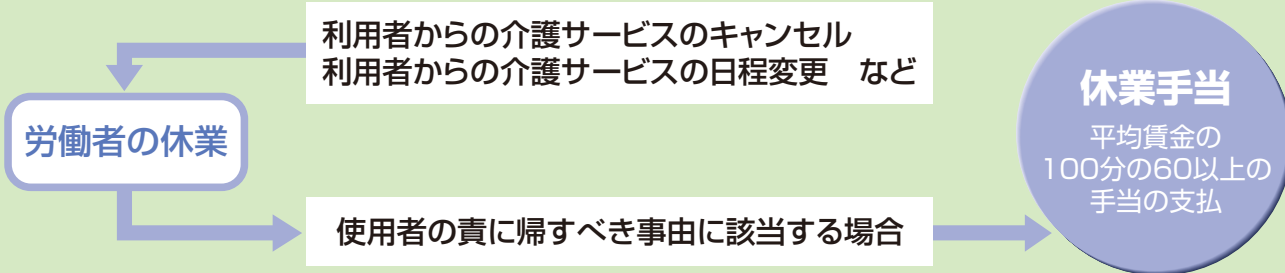 利用者からの介護サービスのキャンセル
利用者からの介護サービスの日程変更　など
労働者の休業
使用者の責に帰すべき事由に該当する場合
休業手当
平均賃金の
100分の60以上の
手当の支払